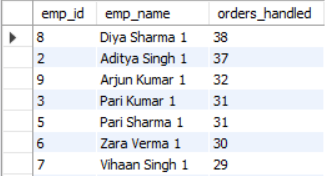 emp_id emp_name orders_handled
8 Diya Sharma 1 38
2 Aditya Singh 1 37
9 Arjun Kumar 1 32
3 Pari Kumar 1 31
5 Pari Sharma 1 31
6 Zara Verma 1 30
7 Vihaan Singh 1 29